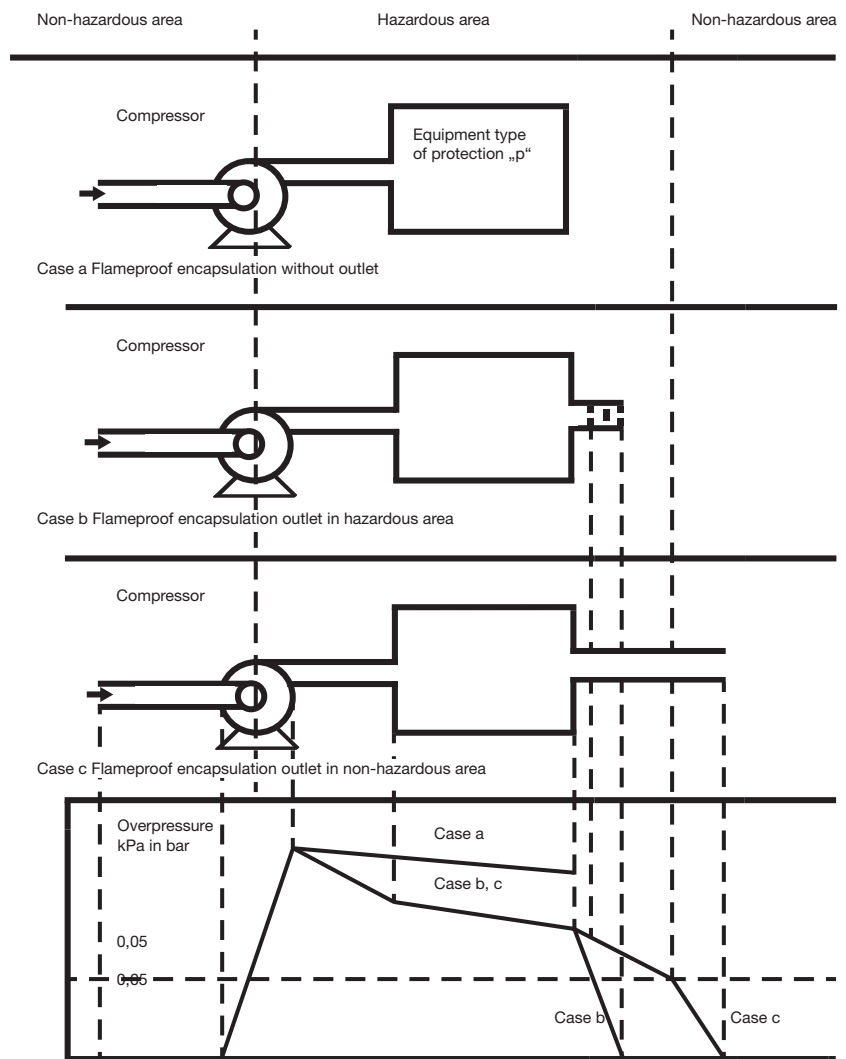 Non-hazardous area
Hazardous area
Non-hazardous area
Compressor
Equipment type
of protection „p“
Case a Flameproof encapsulation without outlet
Compressor
Case b Flameproof encapsulation outlet in hazardous area
Compressor
Case c Flameproof encapsulation outlet in non-hazardous area
Overpressure
kPa in bar
Case a
Case b, c
0,05
0,05
Case b
Case c